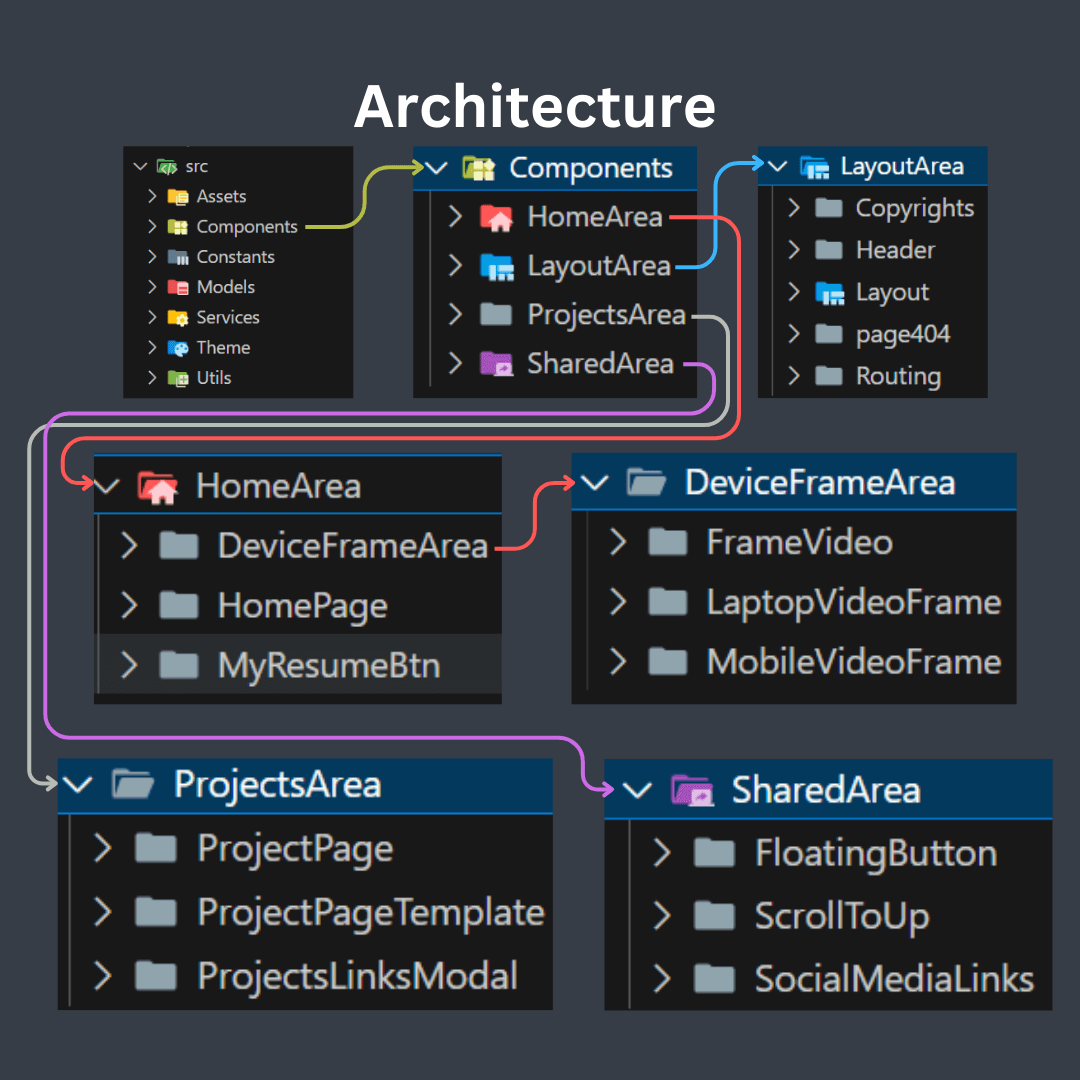 Architecture
src
Assets
Components
Constants
Models
Services
Theme
Utils
Components
HomeArea
LayoutArea
ProjectsArea
SharedArea
LayoutArea
Copyrights
Header
Layout
page404
Routing
HomeArea
DeviceFrameArea
HomePage
MyResumeBtn
DeviceFrameArea
FrameVideo
LaptopVideoFrame
MobileVideoFrame
ProjectsArea
ProjectPage
ProjectPageTemplate
ProjectsLinksModal
SharedArea
FloatingButton
ScrollToUp
SocialMediaLinks